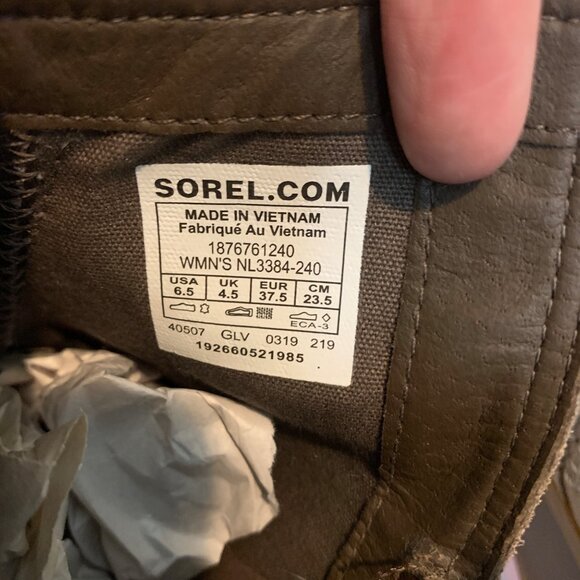 SOREL.COM
MADE IN VIETNAM
Fabriqué Au Vietnam
1876761240
WMN'S NL3384-240
USA UK EUR CM
6.5 4.5 37.5 23.5
ECA-3
40507 GLV 0319 219
192660521985